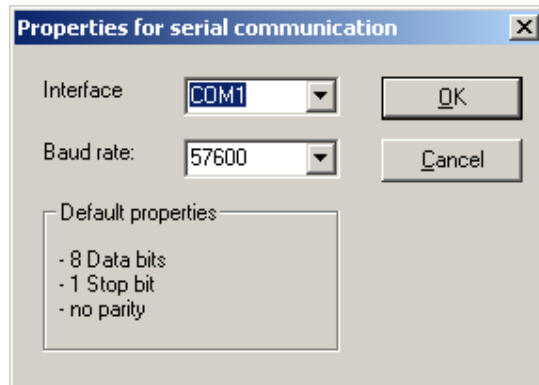 Properties for serial communication
Interface
COM1
OK
Baud rate:
57600
Cancel
Default properties
- 8 Data bits
- 1 Stop bit
- no parity